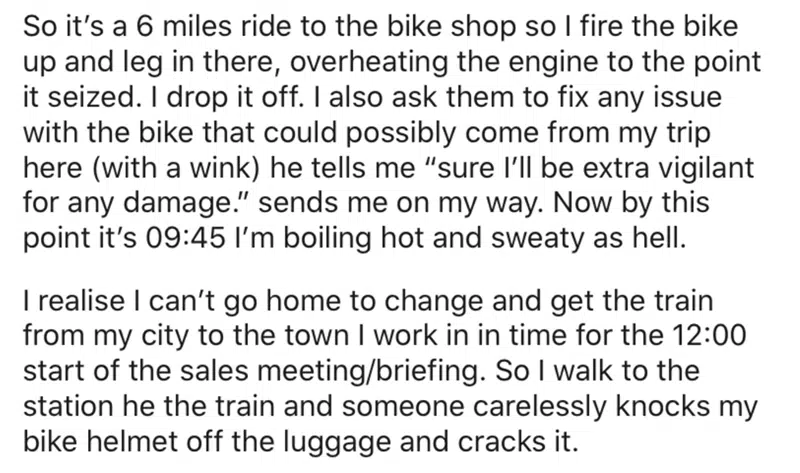 So it’s a 6 miles ride to the bike shop so I fire the bike
up and leg in there, overheating the engine to the point
it seized. I drop it off. I also ask them to fix any issue
with the bike that could possibly come from my trip
here (with a wink) he tells me “sure I’ll be extra vigilant
for any damage.” sends me on my way. Now by this
point it’s 09:45 I’m boiling hot and sweaty as hell.
I realise I can’t go home to change and get the train
from my city to the town I work in in time for the 12:00
start of the sales meeting/briefing. So I walk to the
station he the train and someone carelessly knocks my
bike helmet off the luggage and cracks it.